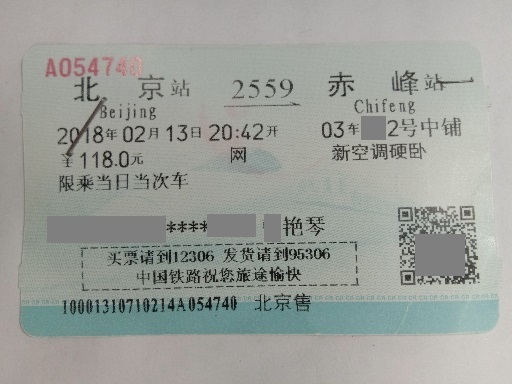 A054740
北京站 2559 赤峰站
Beijing Chifeng
2018年02月13日20:42开 03车 2号中铺
¥118.0元 网 新空调硬卧
限乘当日当次车
**** 艳琴
买票请到12306 发货请到95306
中国铁路祝您旅途愉快
10001310710214A054740 北京售